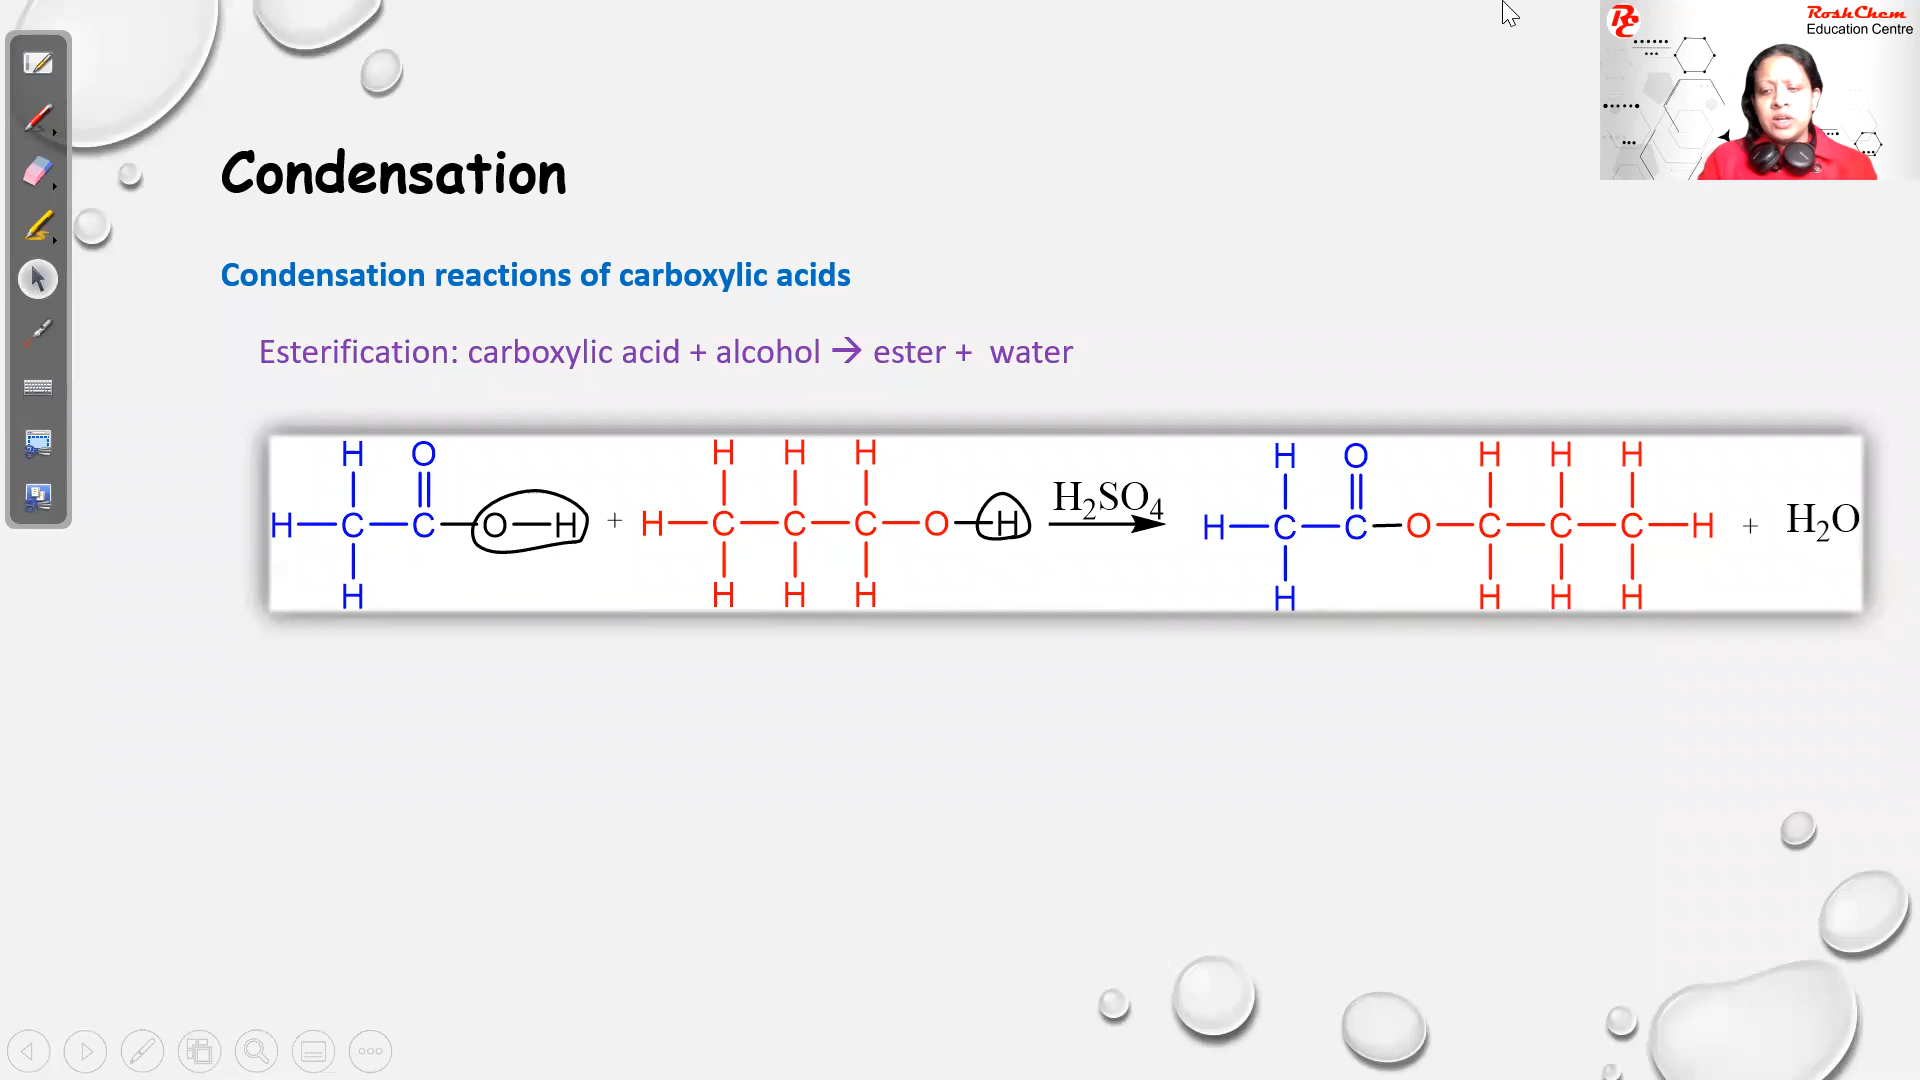 RoshChem
Education Centre
Condensation
Condensation reactions of carboxylic acids
Esterification: carboxylic acid + alcohol → ester + water
H O H H H H H H H
H C C O H + H C C C O H H₂SO₄ H C C O C C C H + H₂O
H H H H H H H H